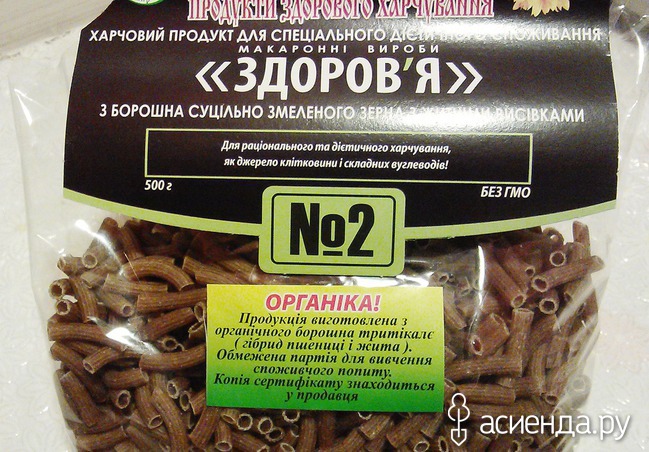 ПРОДУКТИ ЗДОРОВОГО ХАРЧУВАННЯ
ХАРЧОВИЙ ПРОДУКТ ДЛЯ СПЕЦІАЛЬНОГО ДІЄТИЧНОГО СПОЖИВАННЯ
МАКАРОННІ ВИРОБИ
«ЗДОРОВ'Я»
З БОРОШНА СУЦІЛЬНО ЗМЕЛЕНОГО ЗЕРНА З ВИСІВКАМИ
Для раціонального та дієтичного харчування,
як джерело клітковини і складних вуглеводів!
500 г
БЕЗ ГМО
№2
ОРГАНІКА!
Продукція виготовлена з
органічного борошна тритікалє
( гібрид пшениці і жита ).
Обмежена партія для вивчення
споживчого попиту.
Копія сертифікату знаходиться
у продавця
асиенда.ру